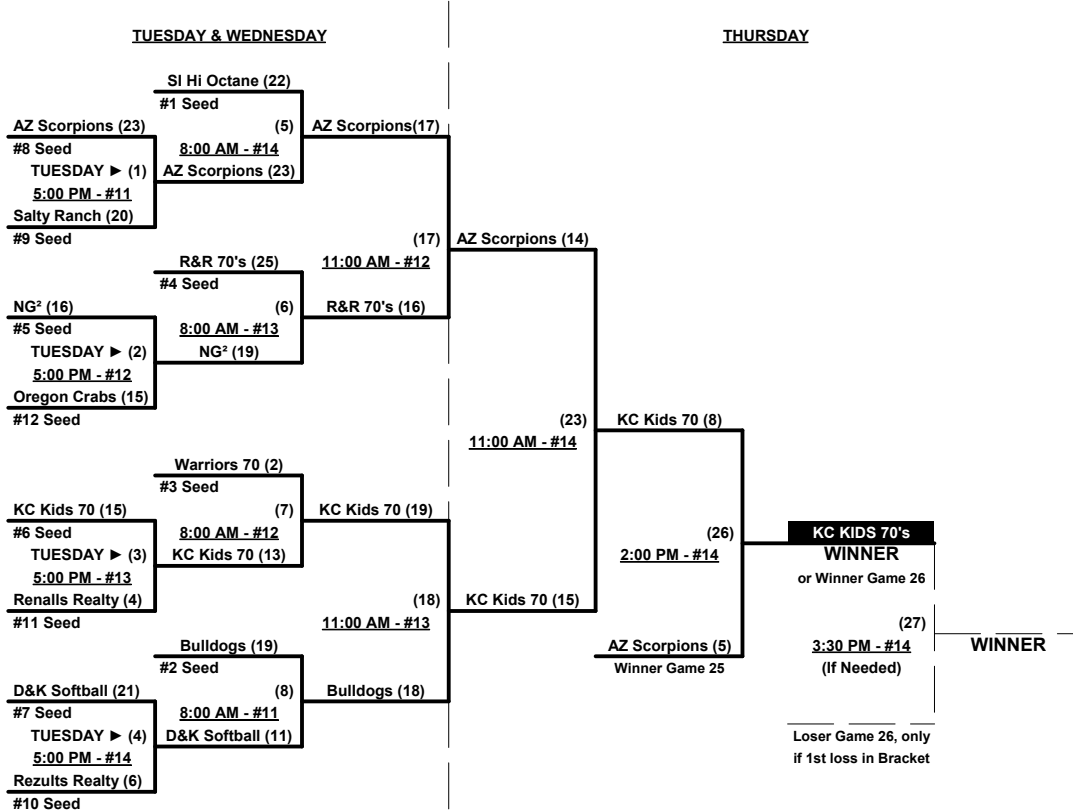 TUESDAY & WEDNESDAY
THURSDAY
SI Hi Octane (22)
#1 Seed
AZ Scorpions (23)
(5)
AZ Scorpions(17)
#8 Seed
8:00 AM - #14
TUESDAY ► (1)
AZ Scorpions (23)
5:00 PM - #11
Salty Ranch (20)
#9 Seed
(17)
AZ Scorpions (14)
R&R 70's (25)
11:00 AM - #12
#4 Seed
NG² (16)
(6)
R&R 70's (16)
#5 Seed
8:00 AM - #13
TUESDAY ► (2)
NG² (19)
5:00 PM - #12
Oregon Crabs (15)
#12 Seed
(23)
KC Kids 70 (8)
11:00 AM - #14
Warriors 70 (2)
#3 Seed
KC Kids 70 (15)
(7)
KC Kids 70 (19)
#6 Seed
8:00 AM - #12
(26)
KC KIDS 70's
TUESDAY ► (3)
KC Kids 70 (13)
2:00 PM - #14
WINNER
5:00 PM - #13
or Winner Game 26
Renalls Realty (4)
(18)
KC Kids 70 (15)
#11 Seed
11:00 AM - #13
(27)
Bulldogs (19)
AZ Scorpions (5)
3:30 PM - #14
WINNER
#2 Seed
Winner Game 25
(If Needed)
D&K Softball (21)
(8)
Bulldogs (18)
#7 Seed
8:00 AM - #11
TUESDAY ► (4)
D&K Softball (11)
Loser Game 26, only
5:00 PM - #14
if 1st loss in Bracket
Rezults Realty (6)
#10 Seed